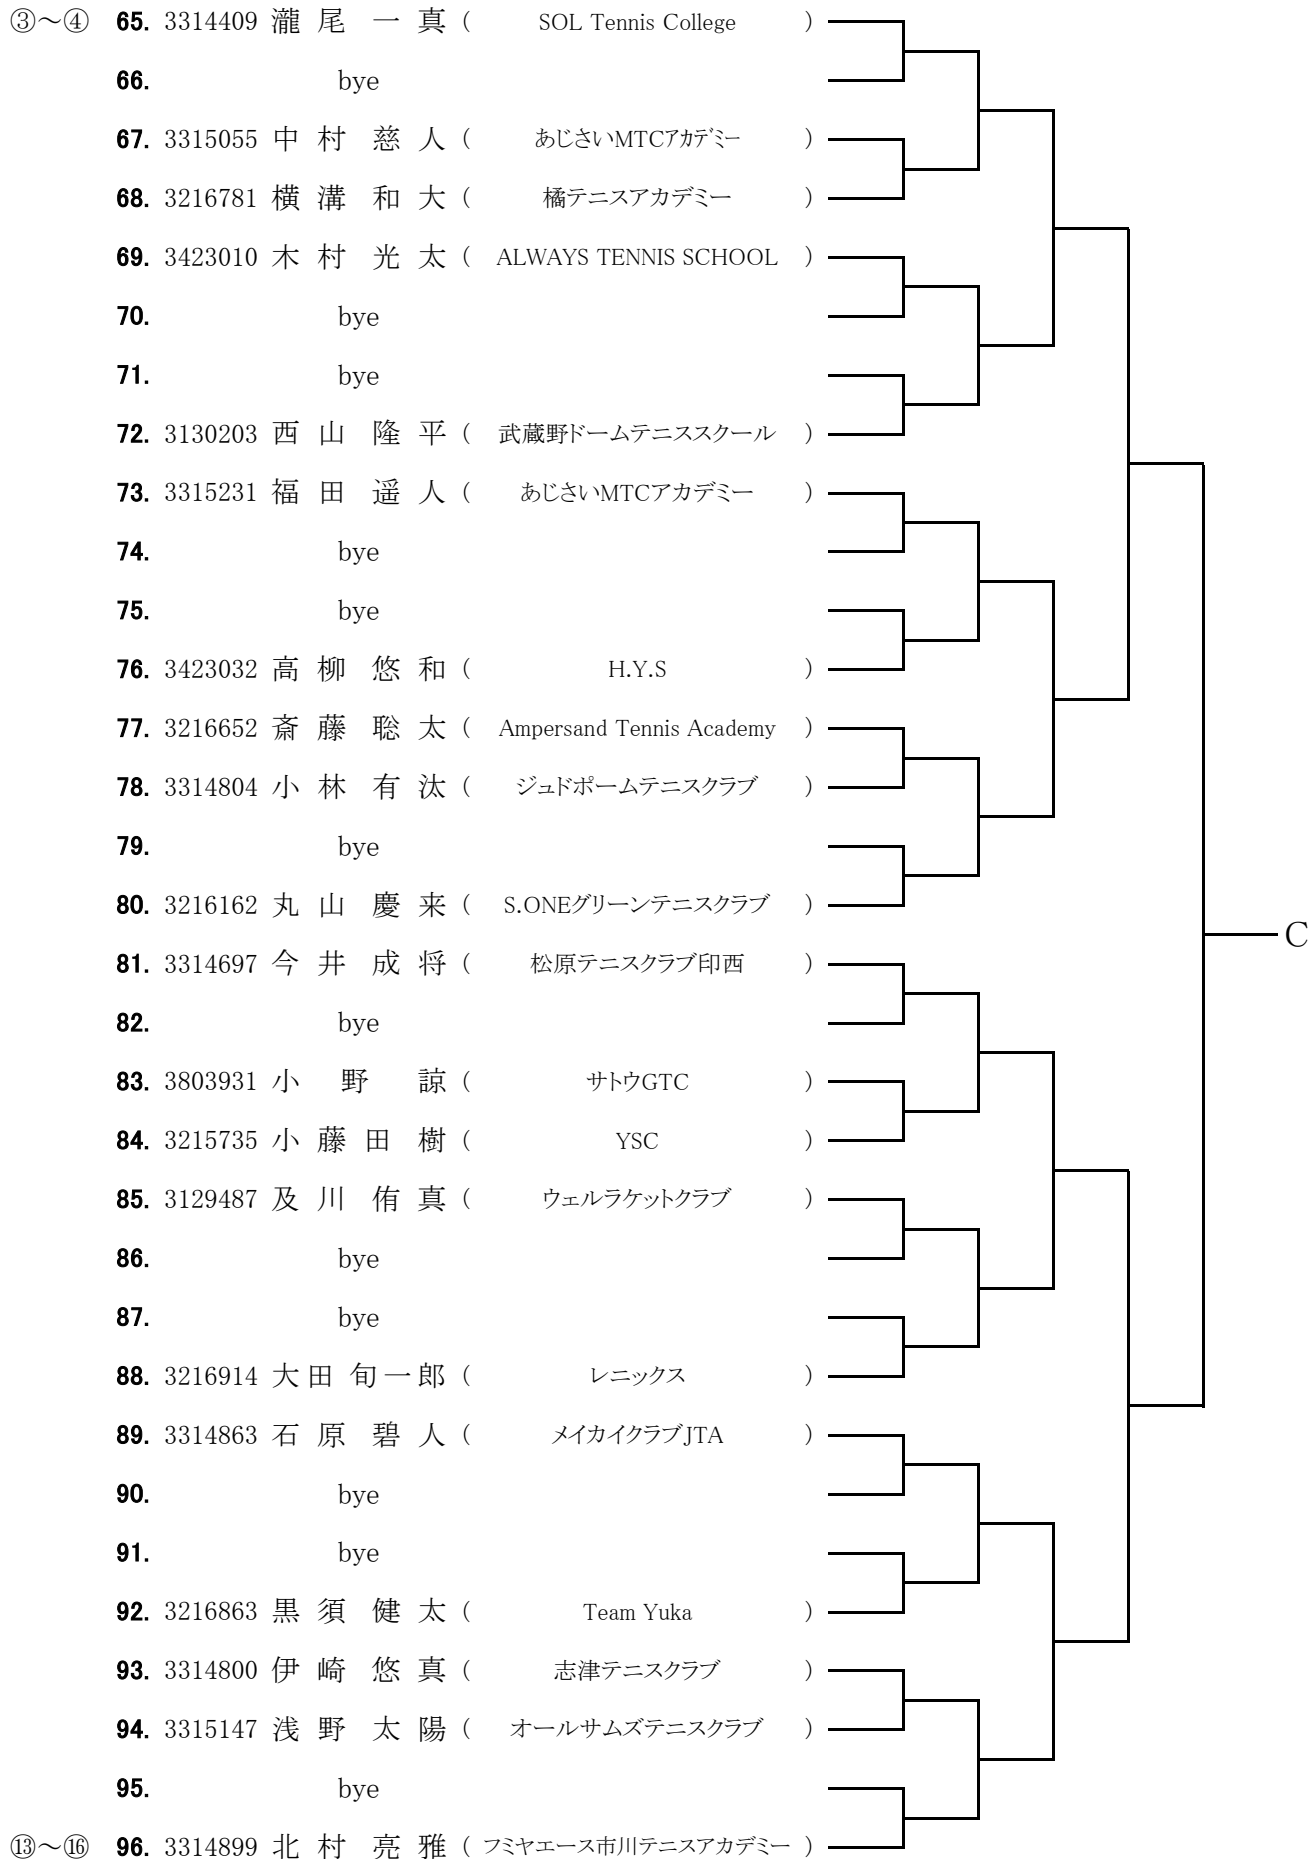 ③～④ 65. 3314409 瀧尾 一真 ( SOL Tennis College )
66. bye
67. 3315055 中村 慈人 ( あじさいMTCｱｶﾃﾞﾐｰ )
68. 3216781 横溝 和大 ( 橘テニスアカデミー )
69. 3423010 木村 光太 ( ALWAYS TENNIS SCHOOL )
70. bye
71. bye
72. 3130203 西山 隆平 ( 武蔵野ドームテニススクール )
73. 3315231 福田 遥人 ( あじさいMTCアカデミー )
74. bye
75. bye
76. 3423032 高柳 悠和 ( H.Y.S )
77. 3216652 斎藤 聡太 ( Ampersand Tennis Academy )
78. 3314804 小林 有汰 ( ジュドポームテニスクラブ )
79. bye
80. 3216162 丸山 慶来 ( S.ONEグリーンテニスクラブ )
C
81. 3314697 今井 成将 ( 松原テニスクラブ印西 )
82. bye
83. 3803931 小野 諒 ( サトウGTC )
84. 3215735 小藤田 樹 ( YSC )
85. 3129487 及川 侑真 ( ウェルラケットクラブ )
86. bye
87. bye
88. 3216914 大田 旬一郎 ( レニックス )
89. 3314863 石原 碧人 ( メイカイクラブJTA )
90. bye
91. bye
92. 3216863 黒須 健太 ( Team Yuka )
93. 3314800 伊崎 悠真 ( 志津テニスクラブ )
94. 3315147 浅野 太陽 ( オールサムズテニスクラブ )
95. bye
⑬～⑯ 96. 3314899 北村 亮雅 ( フミヤエース市川テニスアカデミー )